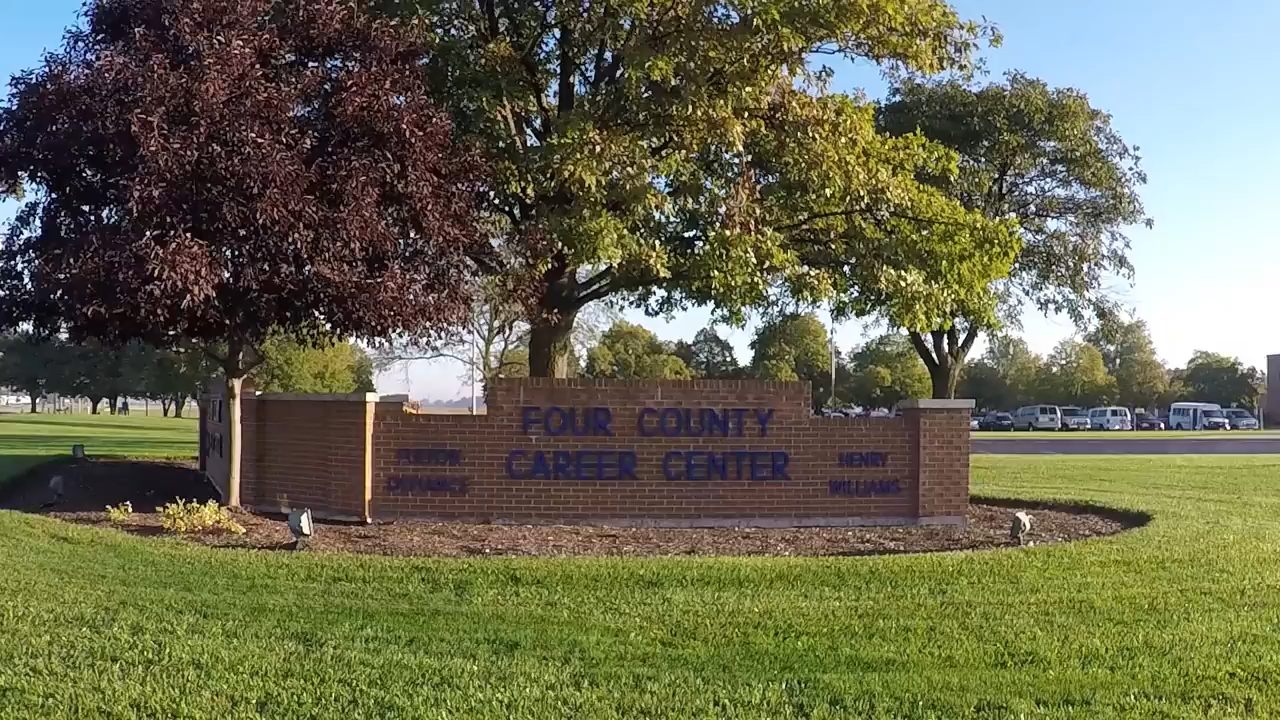 FOUR COUNTY
CAREER CENTER
FULTON
DEFIANCE
HENRY
WILLIAMS